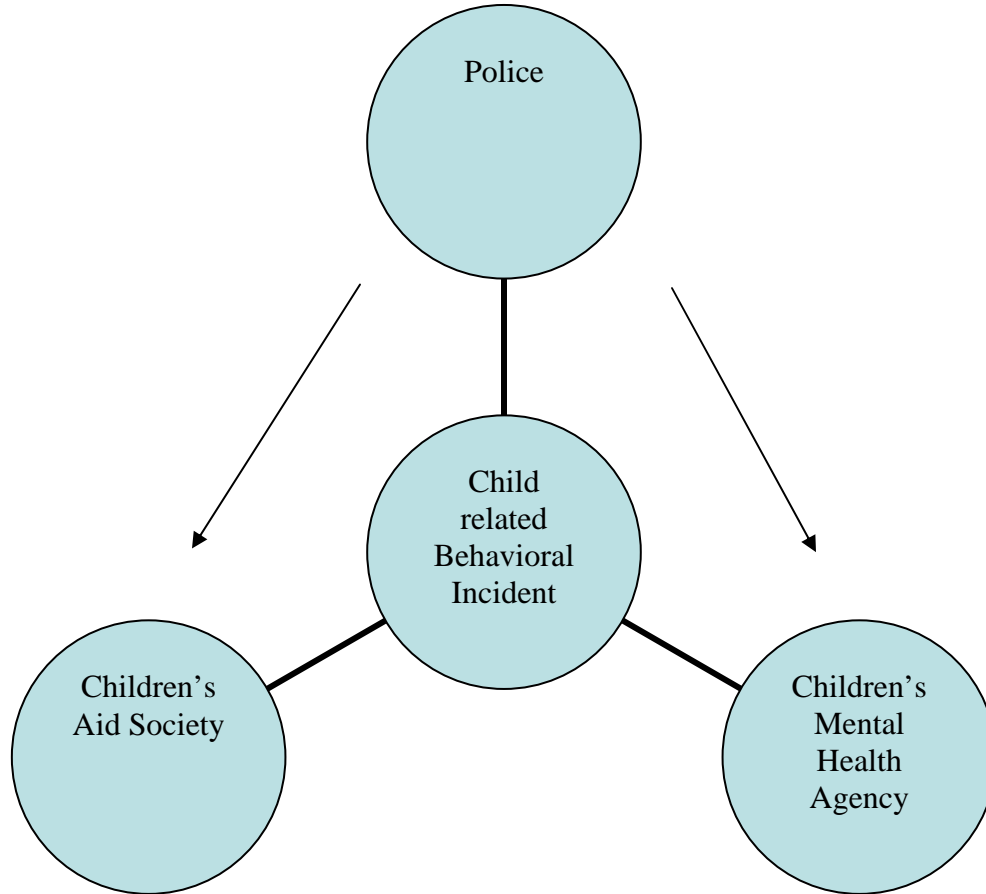 Police
Child
related
Behavioral
Incident
Children’s
Aid Society
Children’s
Mental
Health
Agency